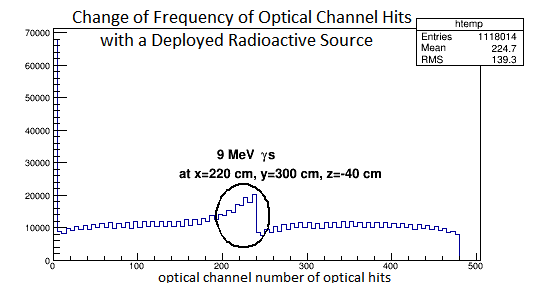 Change of Frequency of Optical Channel Hits
with a Deployed Radioactive Source
htemp
Entries 1118014
Mean 224.7
RMS 139.3
70000
60000
50000
40000
30000
20000
10000
0
9 MeV γs
at x=220 cm, y=300 cm, z=-40 cm
0 100 200 300 400 500
optical channel number of optical hits